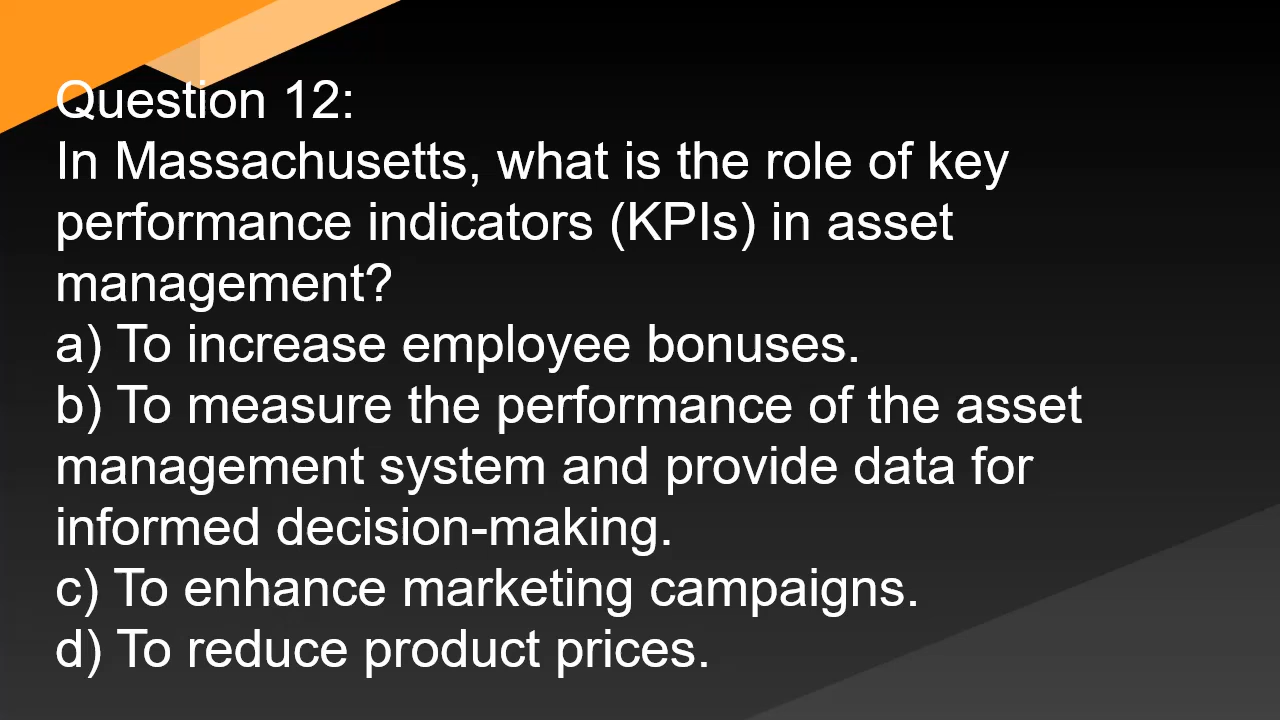 Question 12:
In Massachusetts, what is the role of key
performance indicators (KPIs) in asset
management?
a) To increase employee bonuses.
b) To measure the performance of the asset
management system and provide data for
informed decision-making.
c) To enhance marketing campaigns.
d) To reduce product prices.